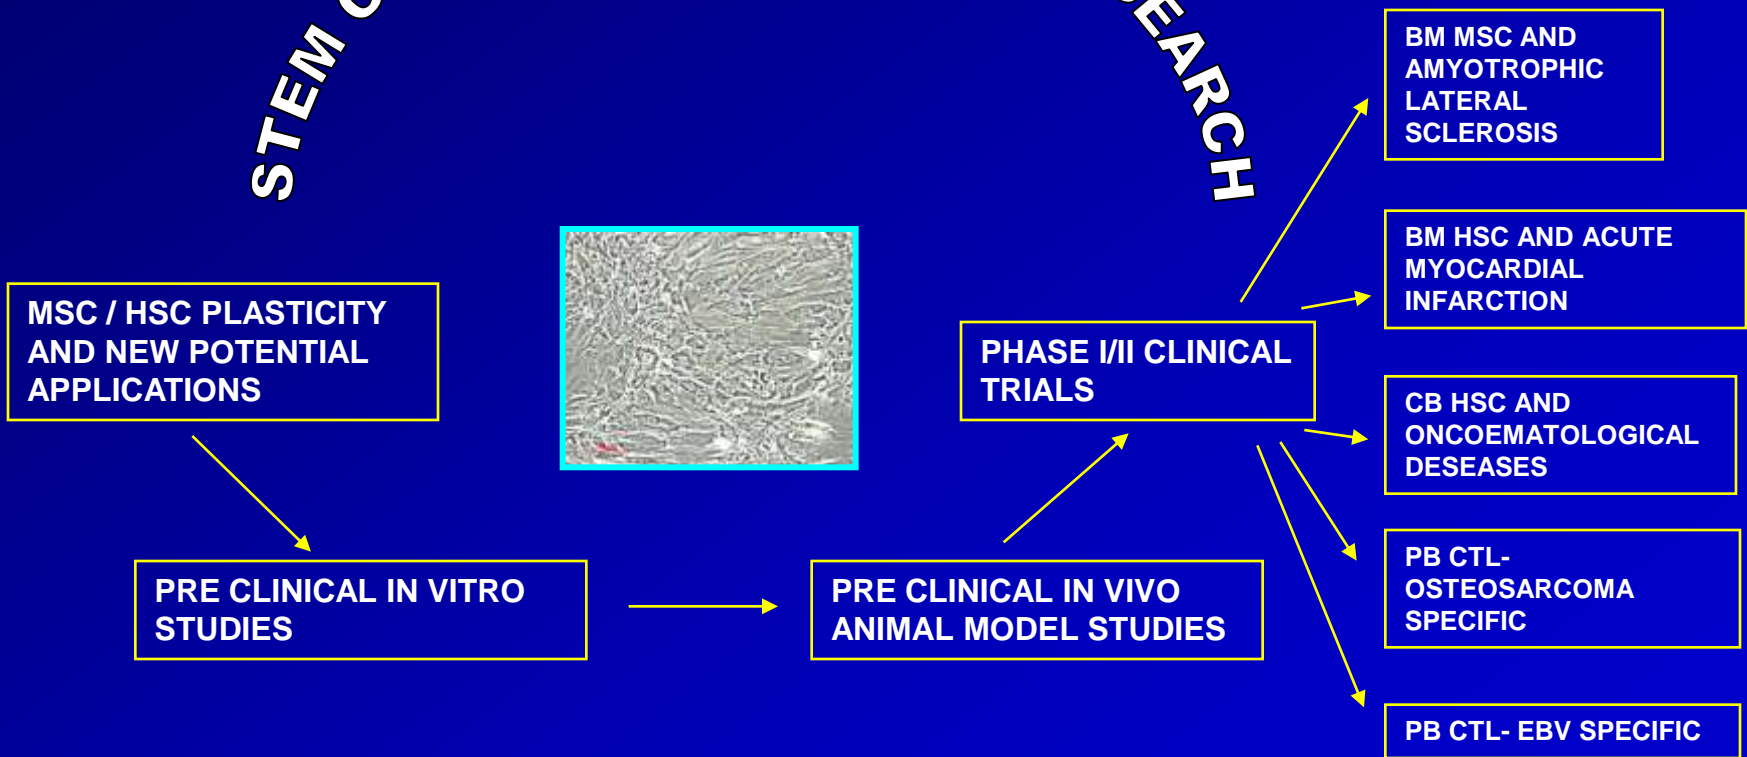 STEM
EARCH
BM MSC AND
AMYOTROPHIC
LATERAL
SCLEROSIS
BM HSC AND ACUTE
MYOCARDIAL
INFARCTION
MSC / HSC PLASTICITY
AND NEW POTENTIAL
APPLICATIONS
PHASE I/II CLINICAL
TRIALS
CB HSC AND
ONCOEMATOLOGICAL
DESEASES
PRE CLINICAL IN VITRO
STUDIES
PRE CLINICAL IN VIVO
ANIMAL MODEL STUDIES
PB CTL-
OSTEOSARCOMA
SPECIFIC
PB CTL- EBV SPECIFIC